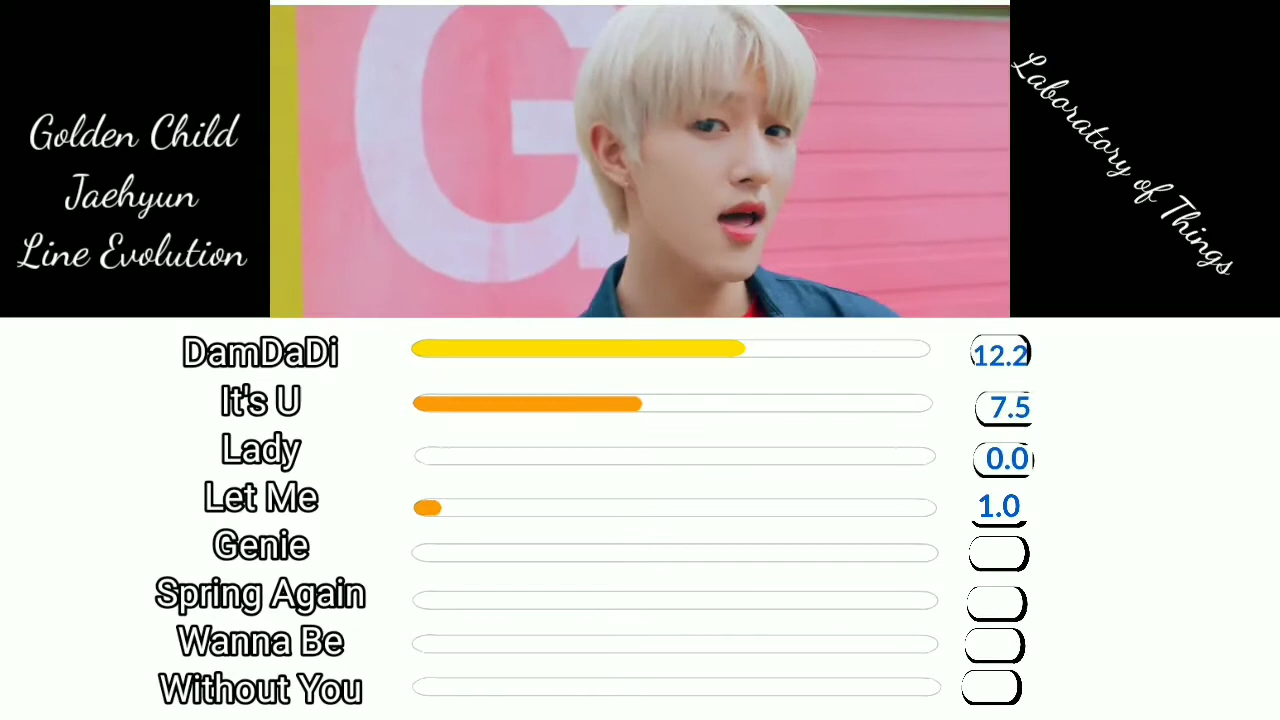 G
Golden Child
Jaehyun
Line Evolution
Laboratory of Things
DamDaDi 12.2
It's U 7.5
Lady 0.0
Let Me 1.0
Genie
Spring Again
Wanna Be
Without You